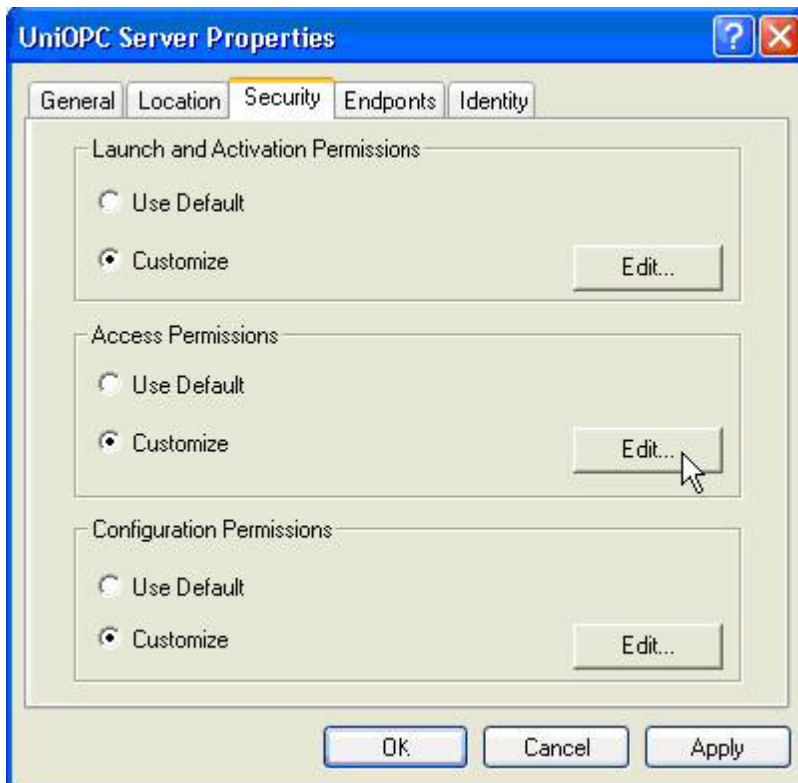 UniOPC Server Properties
General Location Security Endponts Identity
Launch and Activation Permissions
Use Default
Customize
Edit...
Access Permissions
Use Default
Customize
Edit...
Configuration Permissions
Use Default
Customize
Edit...
OK Cancel Apply